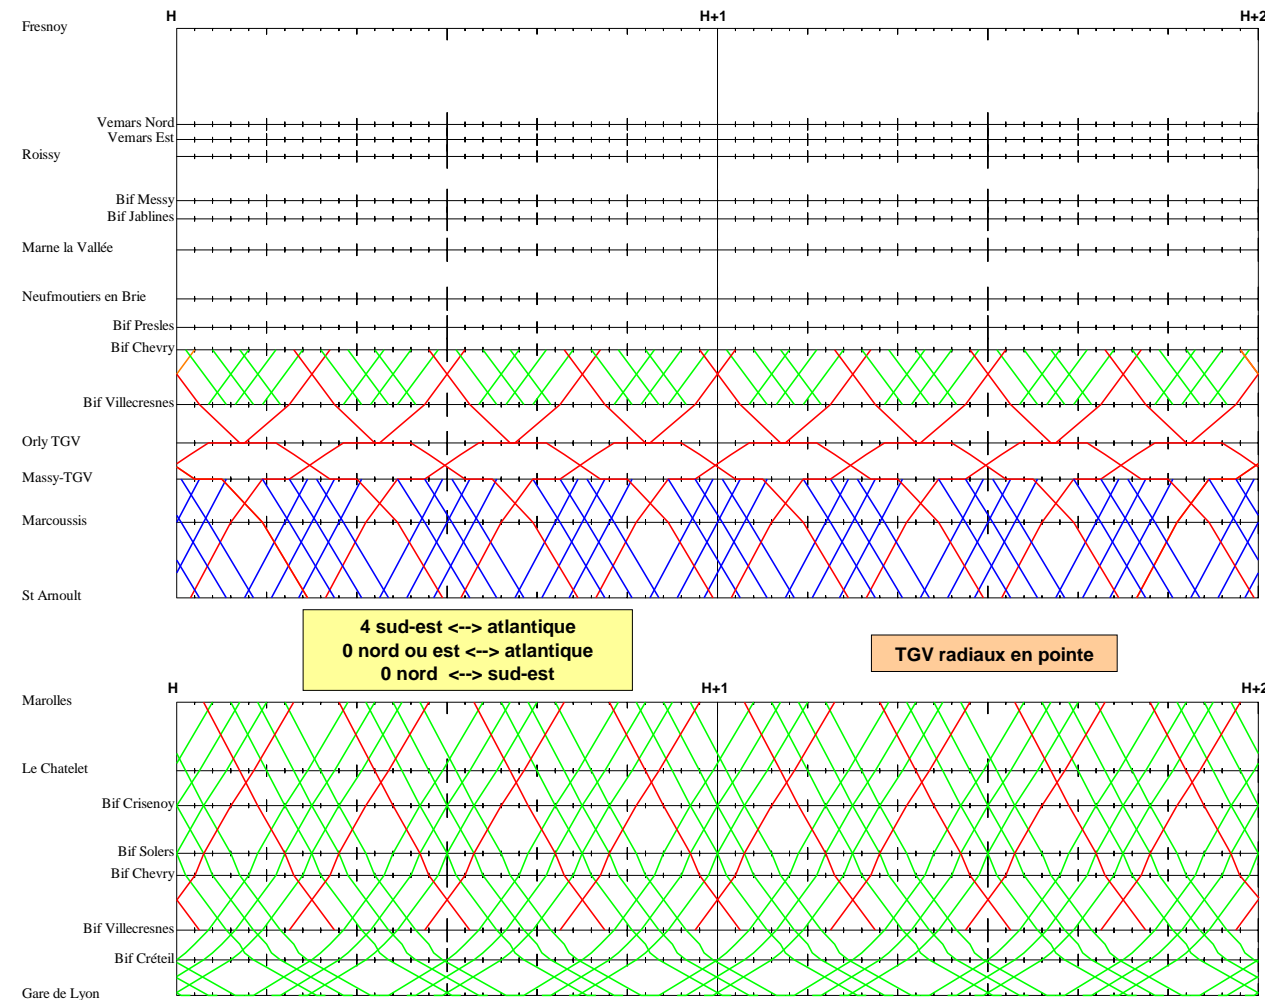 H H+1 H+2
Fresnoy
Vemars Nord
Vemars Est
Roissy
Bif Messy
Bif Jablines
Marne la Vallée
Neufmoutiers en Brie
Bif Presles
Bif Chevry
Bif Villecresnes
Orly TGV
Massy-TGV
Marcoussis
St Arnoult
4 sud-est <--> atlantique
0 nord ou est <--> atlantique
0 nord <--> sud-est
TGV radiaux en pointe
H H+1 H+2
Marolles
Le Chatelet
Bif Crisenoy
Bif Solers
Bif Chevry
Bif Villecresnes
Bif Créteil
Gare de Lyon